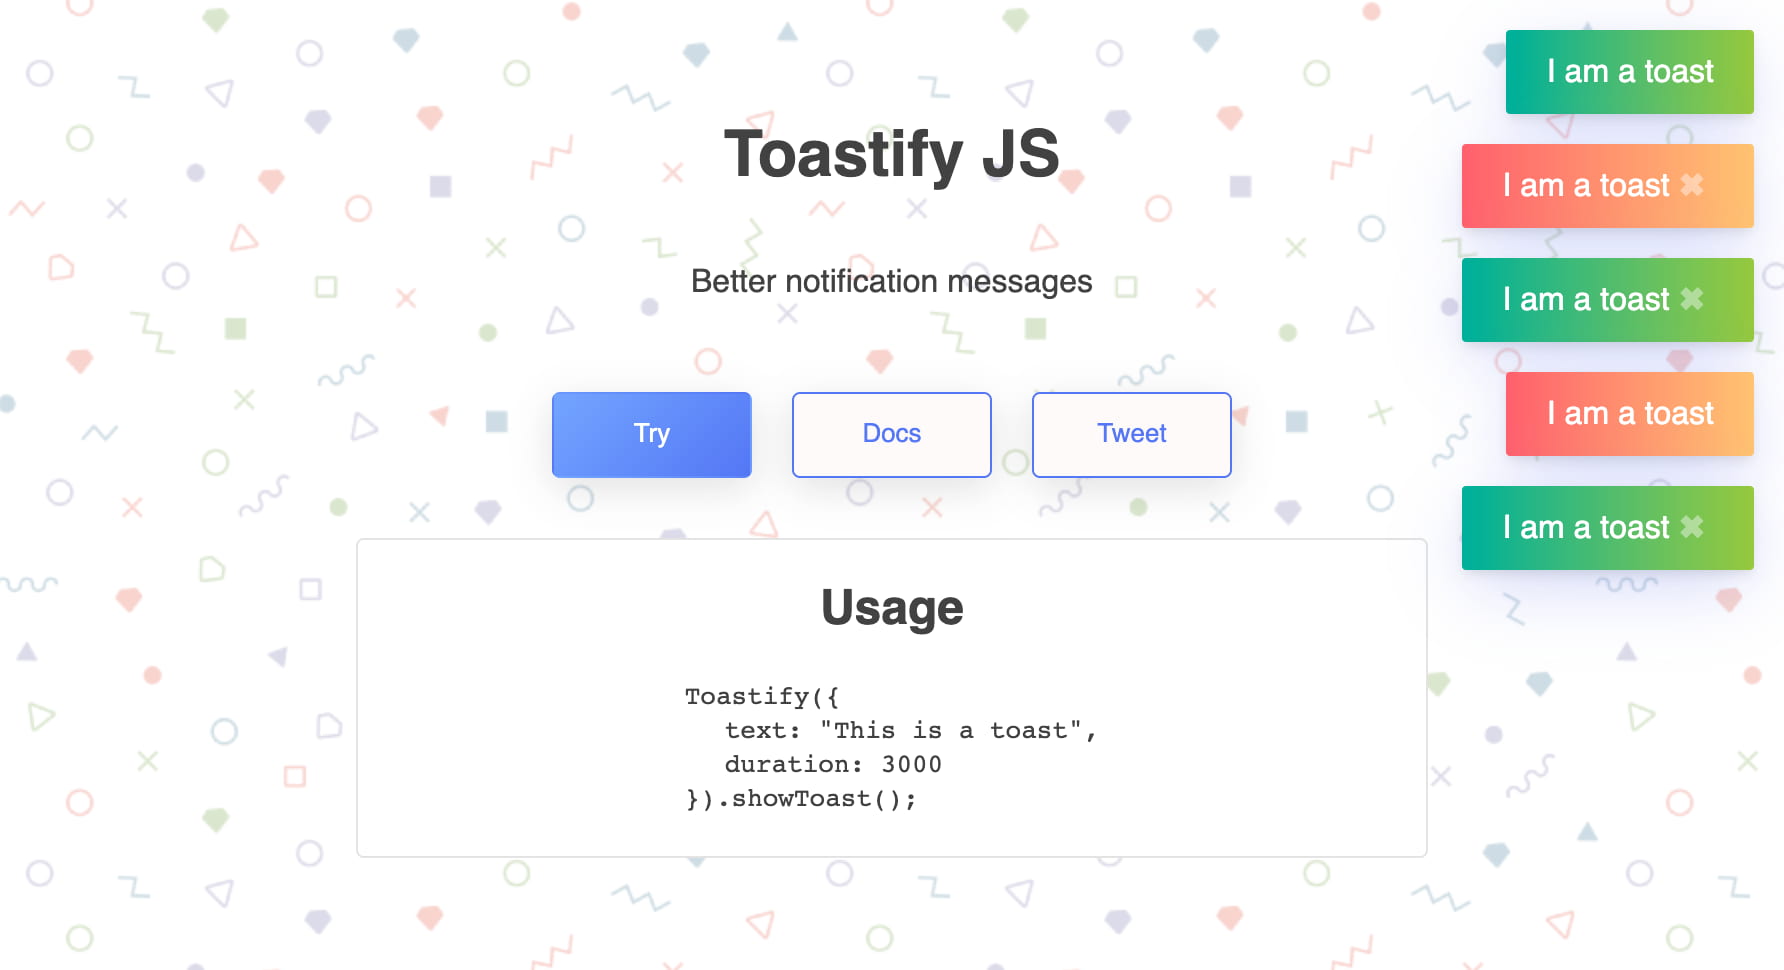 Toastify JS
Better notification messages
Try
Docs
Tweet
Usage
Toastify({
text: "This is a toast",
duration: 3000
}).showToast();
I am a toast
I am a toast ✖
I am a toast ✖
I am a toast
I am a toast ✖